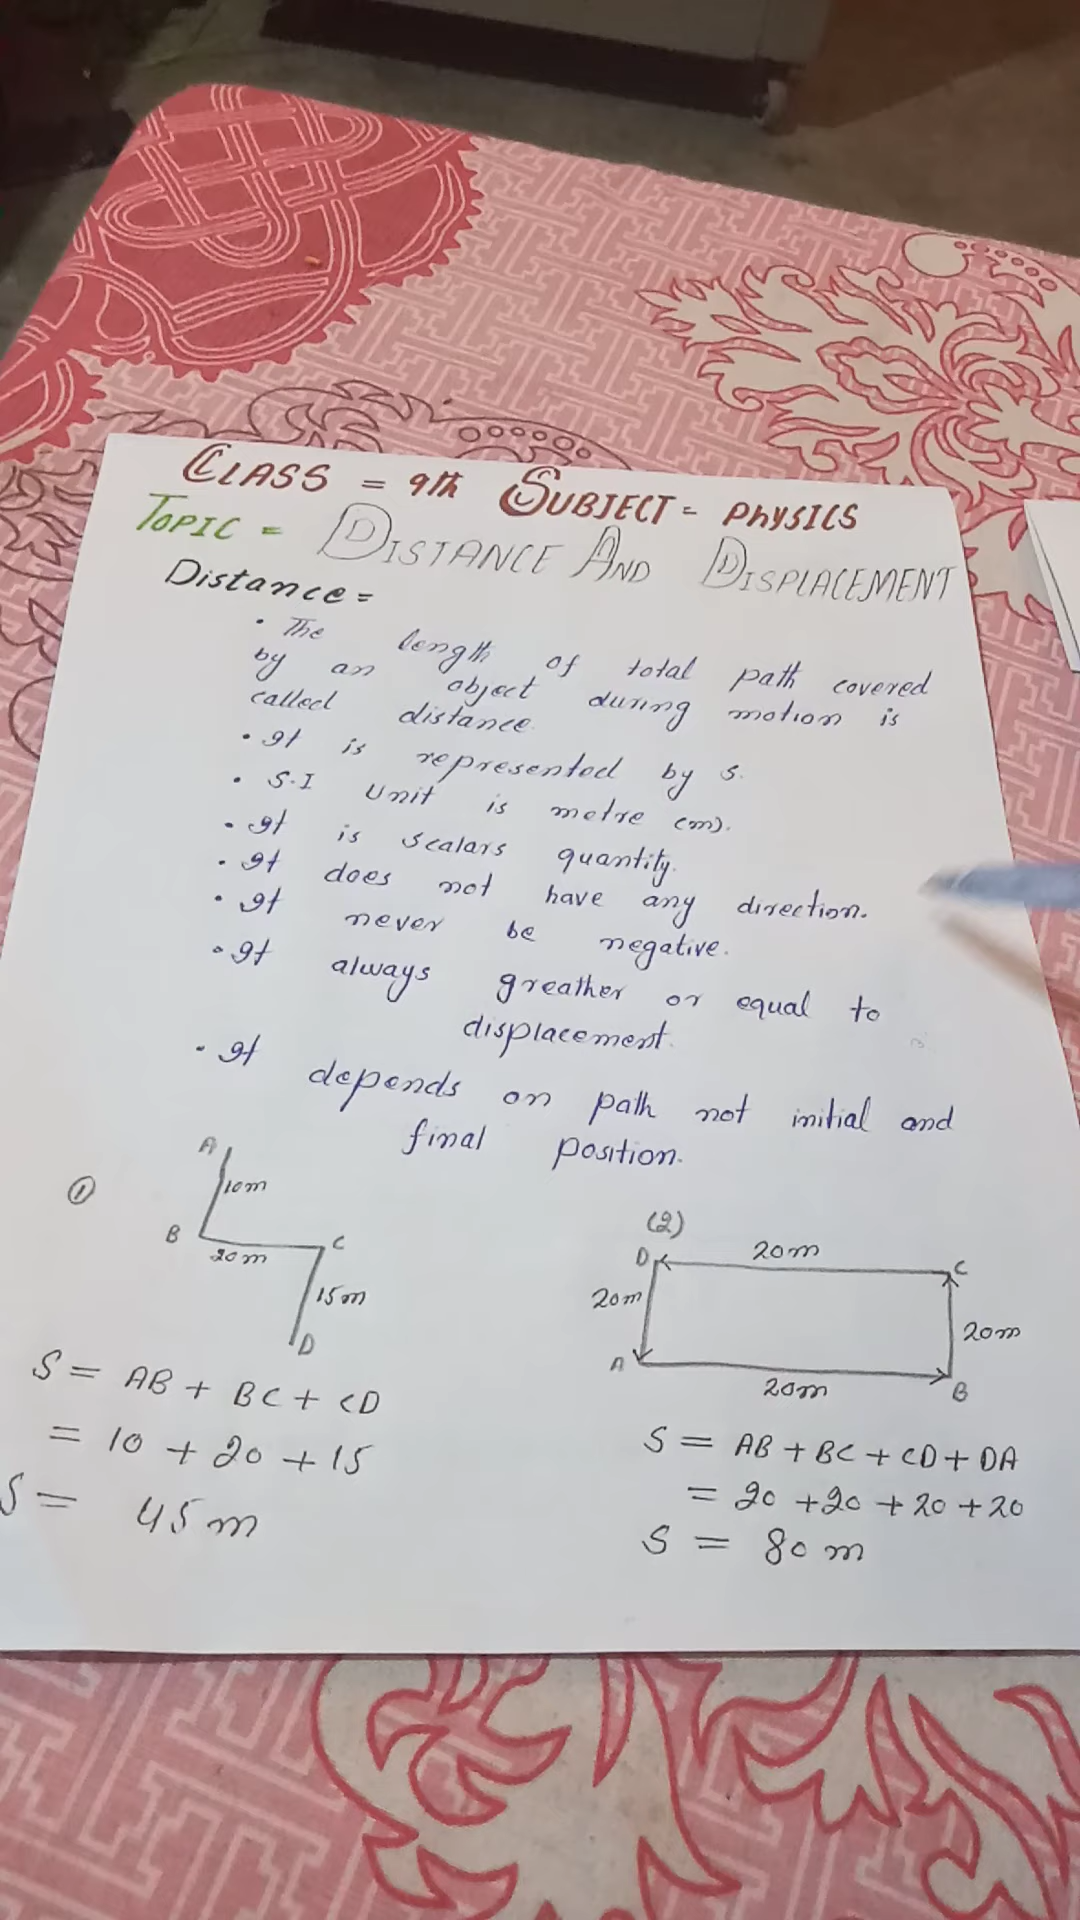 CLASS = 9th SUBJECT = PHYSICS
TOPIC = DISTANCE AND DISPLACEMENT
Distance =
• The length of total path covered
by an object during motion is
called distance.
• It is represented by s.
• S.I Unit is metre (m).
• It is scalars quantity.
• It does not have any direction.
• It never be negative.
• It always greather or equal to
displacement.
• It depends on path not initial and
final position.
①
A
10m
B
20m
C
15m
D
S = AB + BC + CD
= 10 + 20 + 15
S = 45 m
(2)
D 20m C
20m
20m
A 20m B
S = AB + BC + CD + DA
= 20 + 20 + 20 + 20
S = 80 m